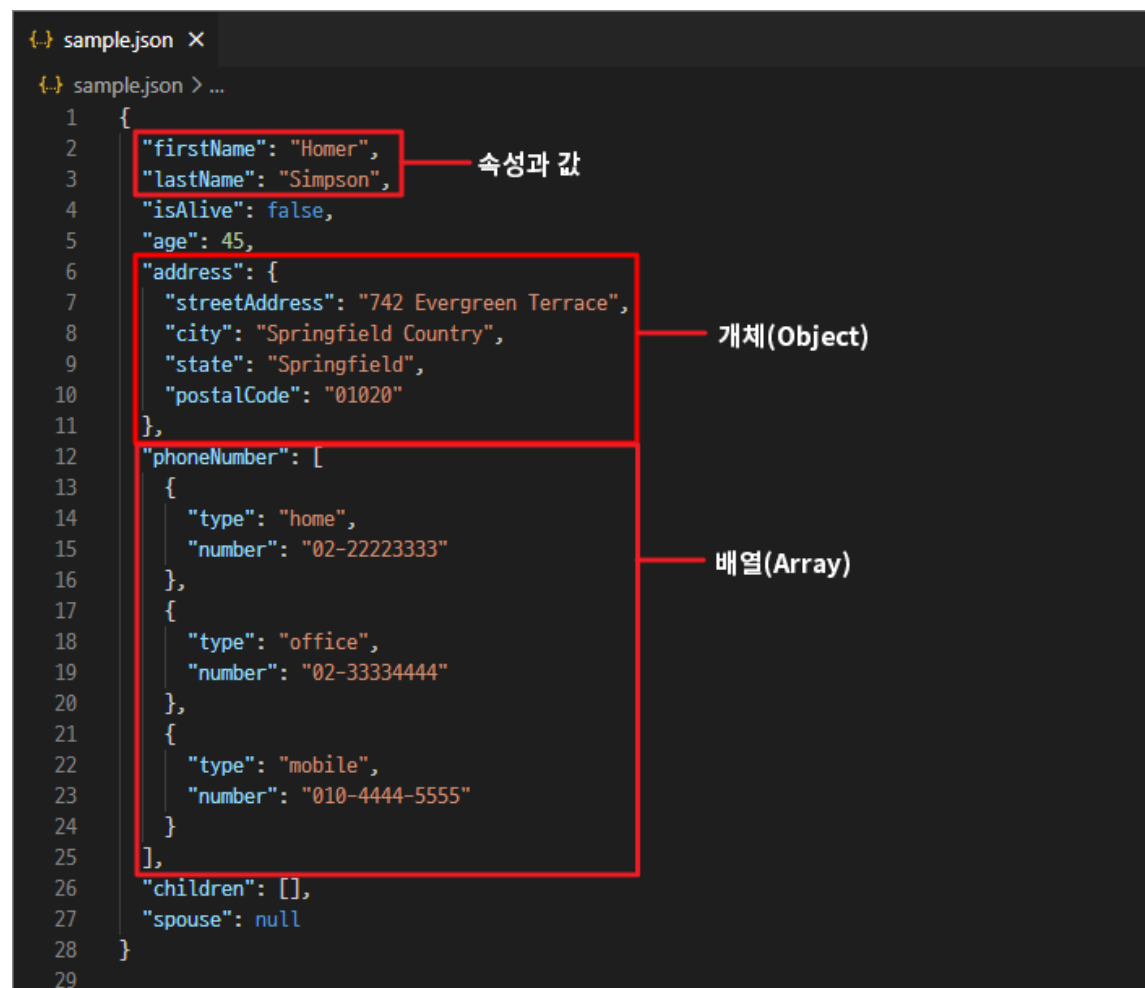 {..} sample.json ×
{..} sample.json > ...
1 {
2 "firstName": "Homer",
3 "lastName": "Simpson",
속성과 값
4 "isAlive": false,
5 "age": 45,
6 "address": {
7 "streetAddress": "742 Evergreen Terrace",
8 "city": "Springfield Country",
개체(Object)
9 "state": "Springfield",
10 "postalCode": "01020"
11 },
12 "phoneNumber": [
13 {
14 "type": "home",
15 "number": "02-22223333"
배열(Array)
16 },
17 {
18 "type": "office",
19 "number": "02-33334444"
20 },
21 {
22 "type": "mobile",
23 "number": "010-4444-5555"
24 }
25 ],
26 "children": [],
27 "spouse": null
28 }
29